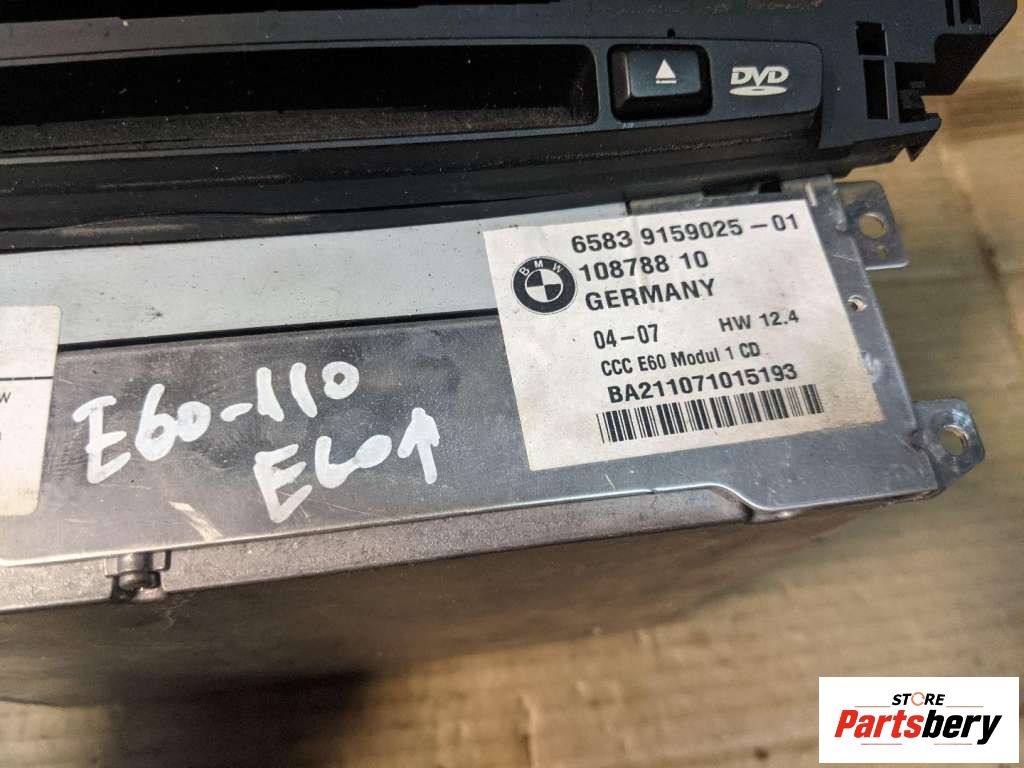 DVD
6583 9159025-01
BMW
108788 10
GERMANY
04-07 HW 12.4
CCC E60 Modul 1 CD
BA211071015193
E60-110
STORE
Partsbery